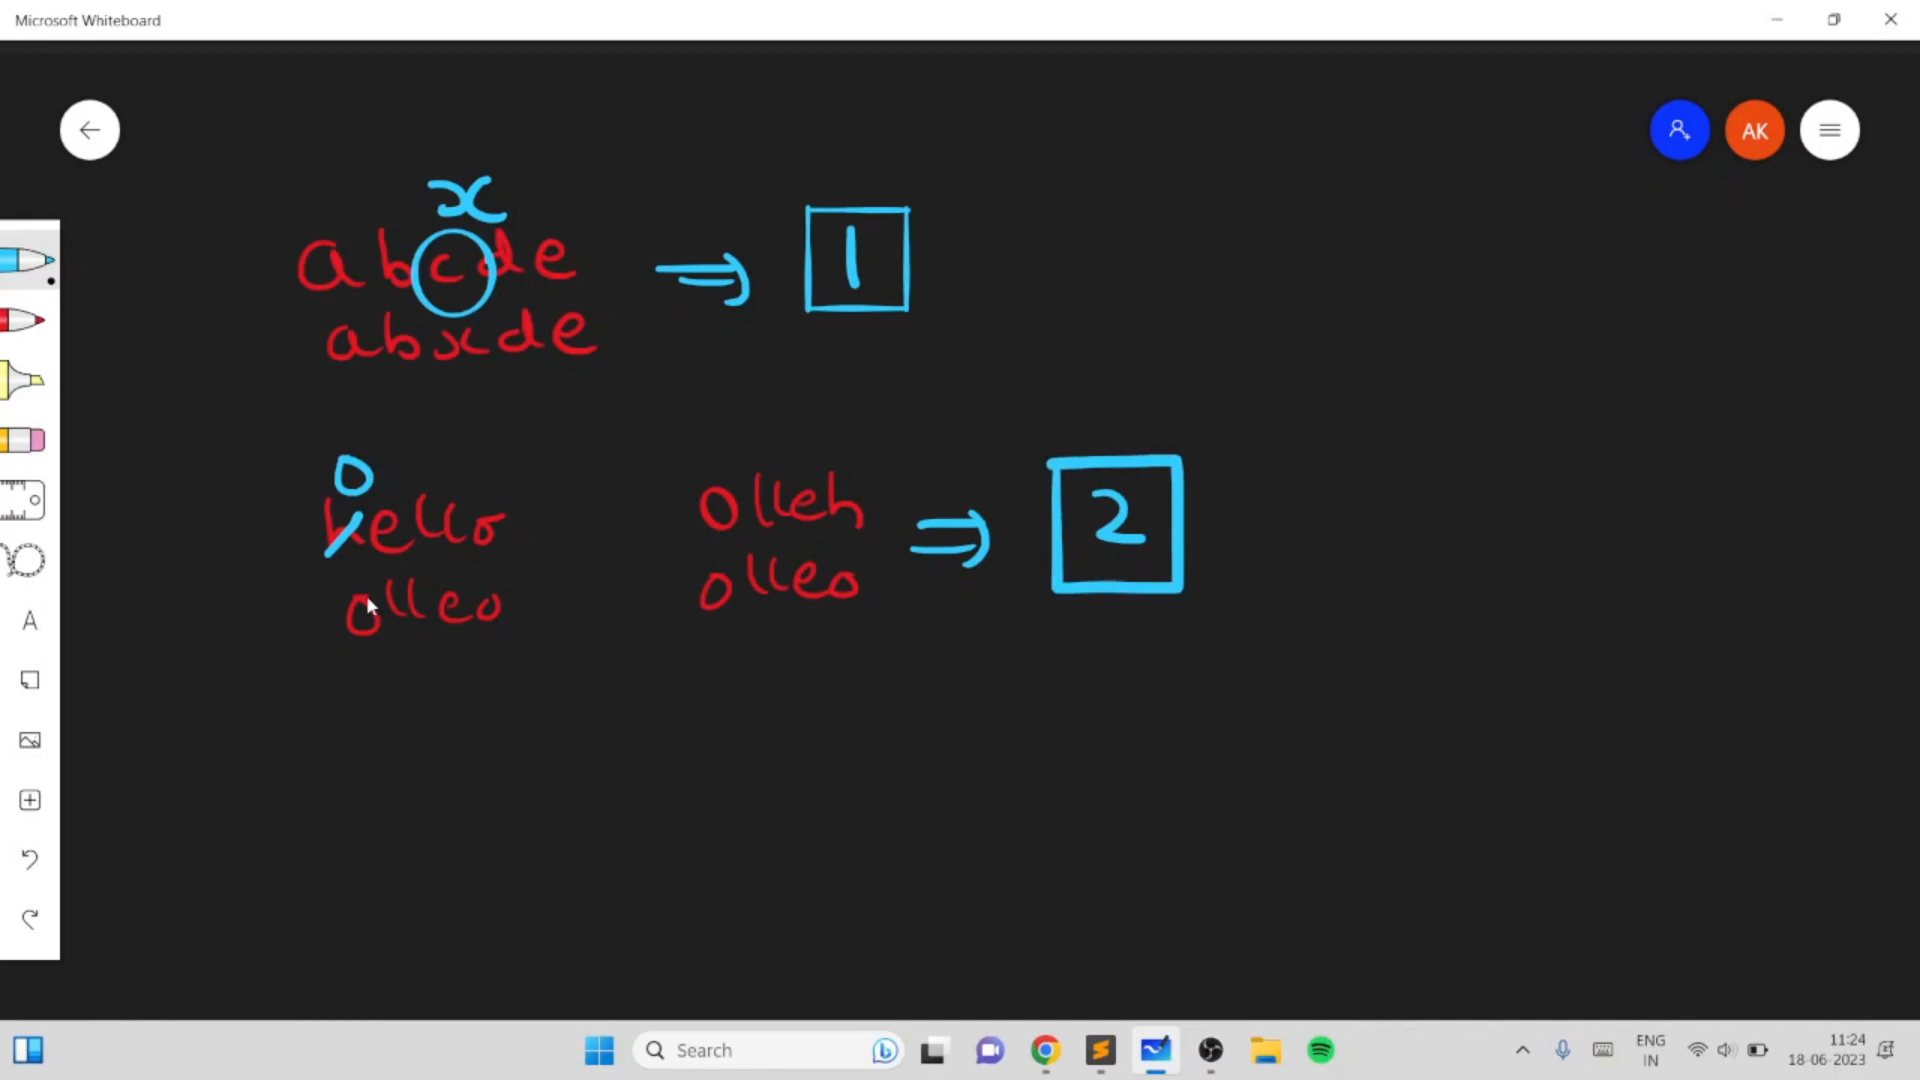 Microsoft Whiteboard
AK
x
abcde ⇒ 1
abxde
o
hello olleh ⇒ 2
olleo olleo
A
Search
ENG
IN
11:24
18-06-2023